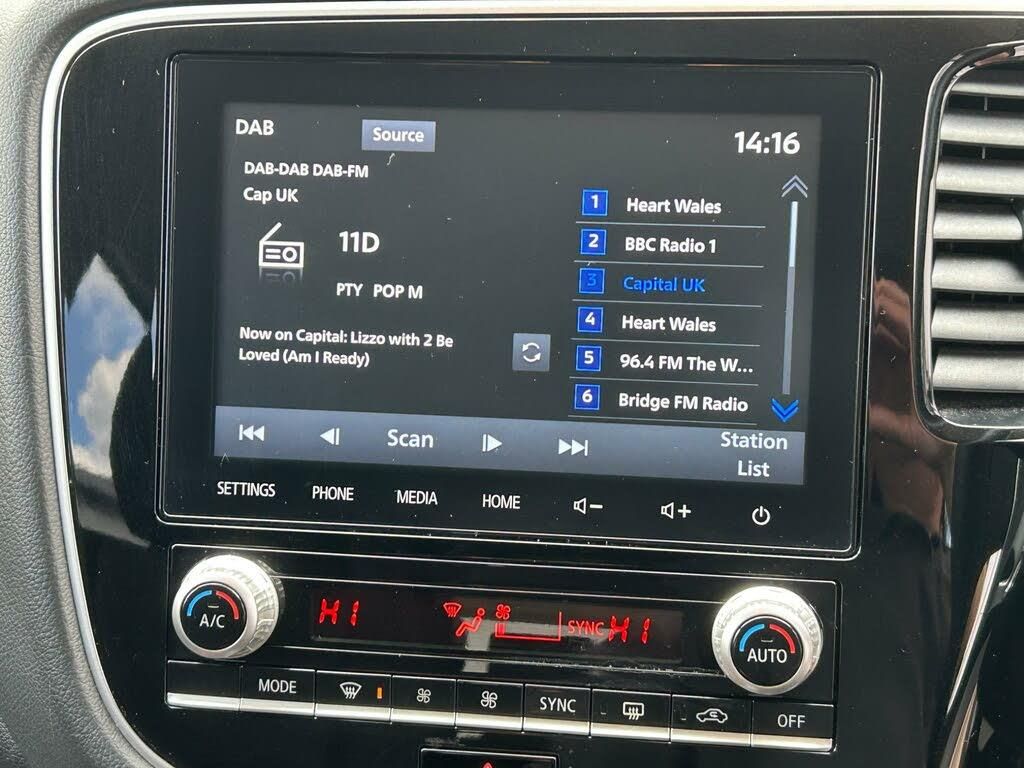 DAB
Source
14:16
DAB-DAB DAB-FM
Cap UK
11D
PTY POP M
Now on Capital: Lizzo with 2 Be
Loved (Am I Ready)
1 Heart Wales
2 BBC Radio 1
3 Capital UK
4 Heart Wales
5 96.4 FM The W...
6 Bridge FM Radio
Scan
Station
List
SETTINGS PHONE MEDIA HOME
A/C
HI
SYNC
HI
AUTO
MODE
SYNC
OFF